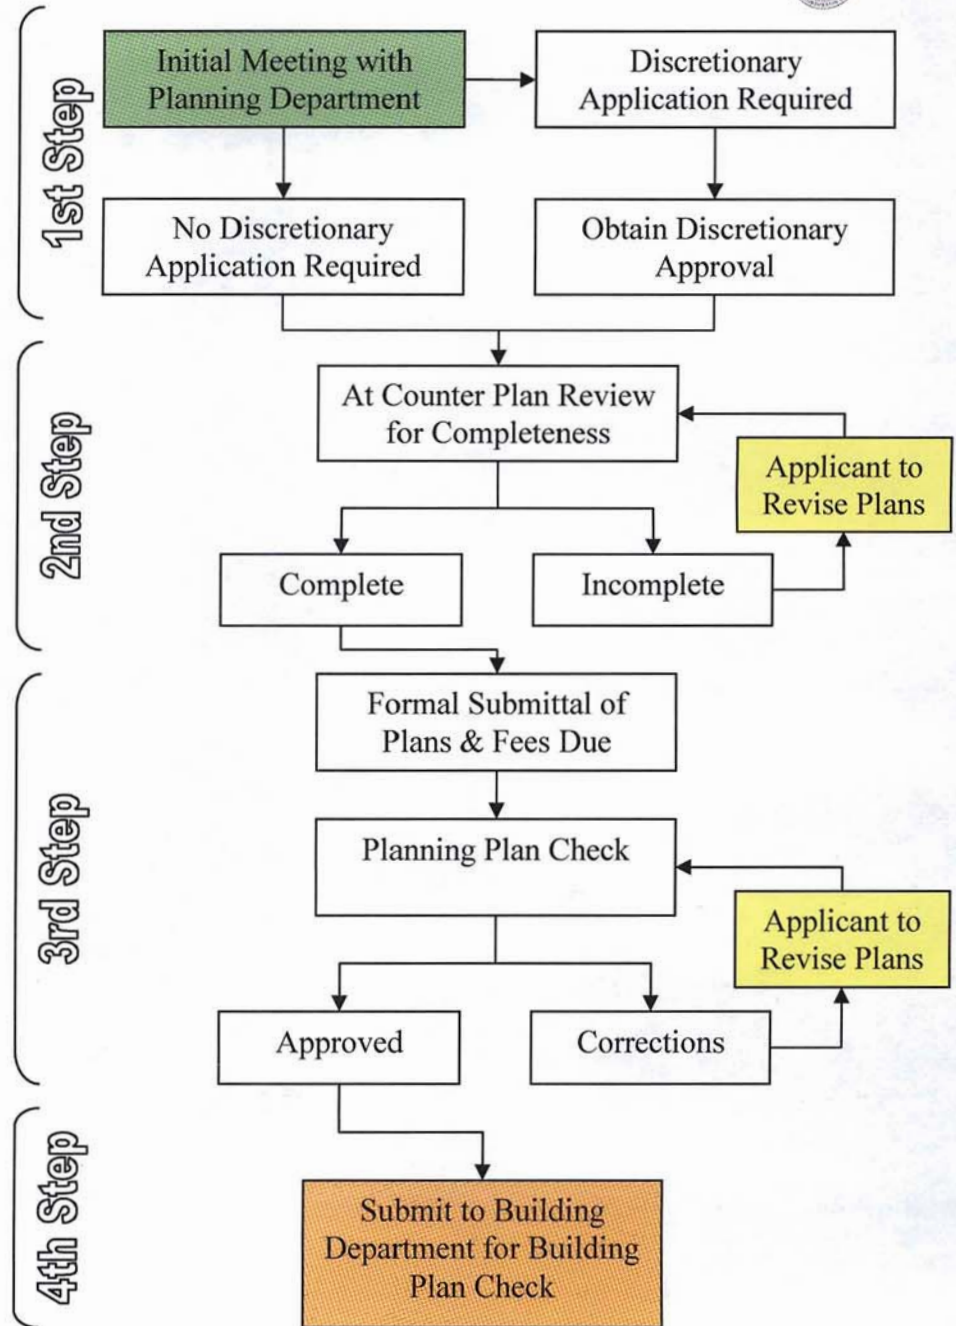 1st Step
Initial Meeting with
Planning Department
Discretionary
Application Required
No Discretionary
Application Required
Obtain Discretionary
Approval
2nd Step
At Counter Plan Review
for Completeness
Applicant to
Revise Plans
Complete
Incomplete
3rd Step
Formal Submittal of
Plans & Fees Due
Planning Plan Check
Applicant to
Revise Plans
Approved
Corrections
4th Step
Submit to Building
Department for Building
Plan Check